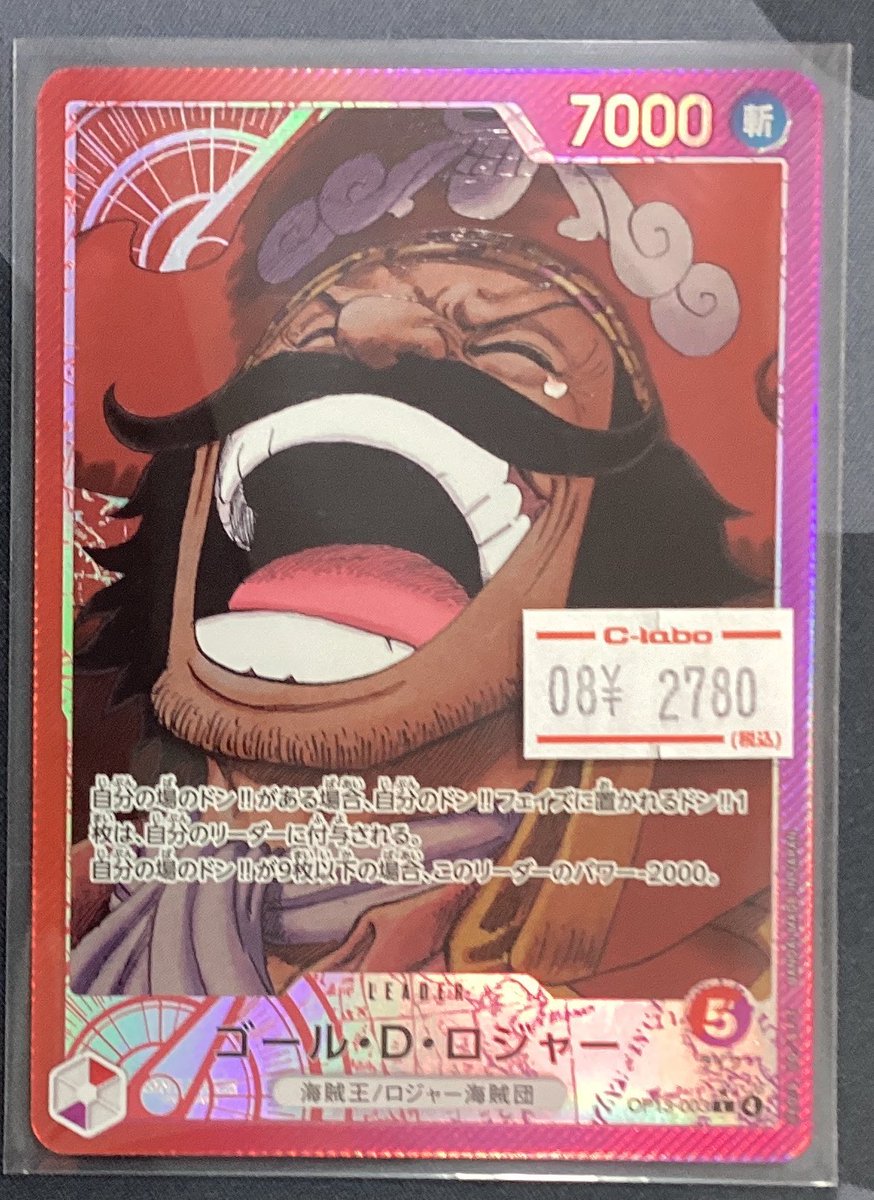 7000
斬
C-labo
08¥ 2780
(税込)
自分の場のドン!!がある場合、自分のドン!!フェイズに置かれるドン!!1
枚は、自分のリーダーに付与される。
自分の場のドン!!が9枚以下の場合、このリーダーのパワー-2000。
LEADER
5
ゴール・D・ロジャー
海賊王/ロジャー海賊団
OP13-003